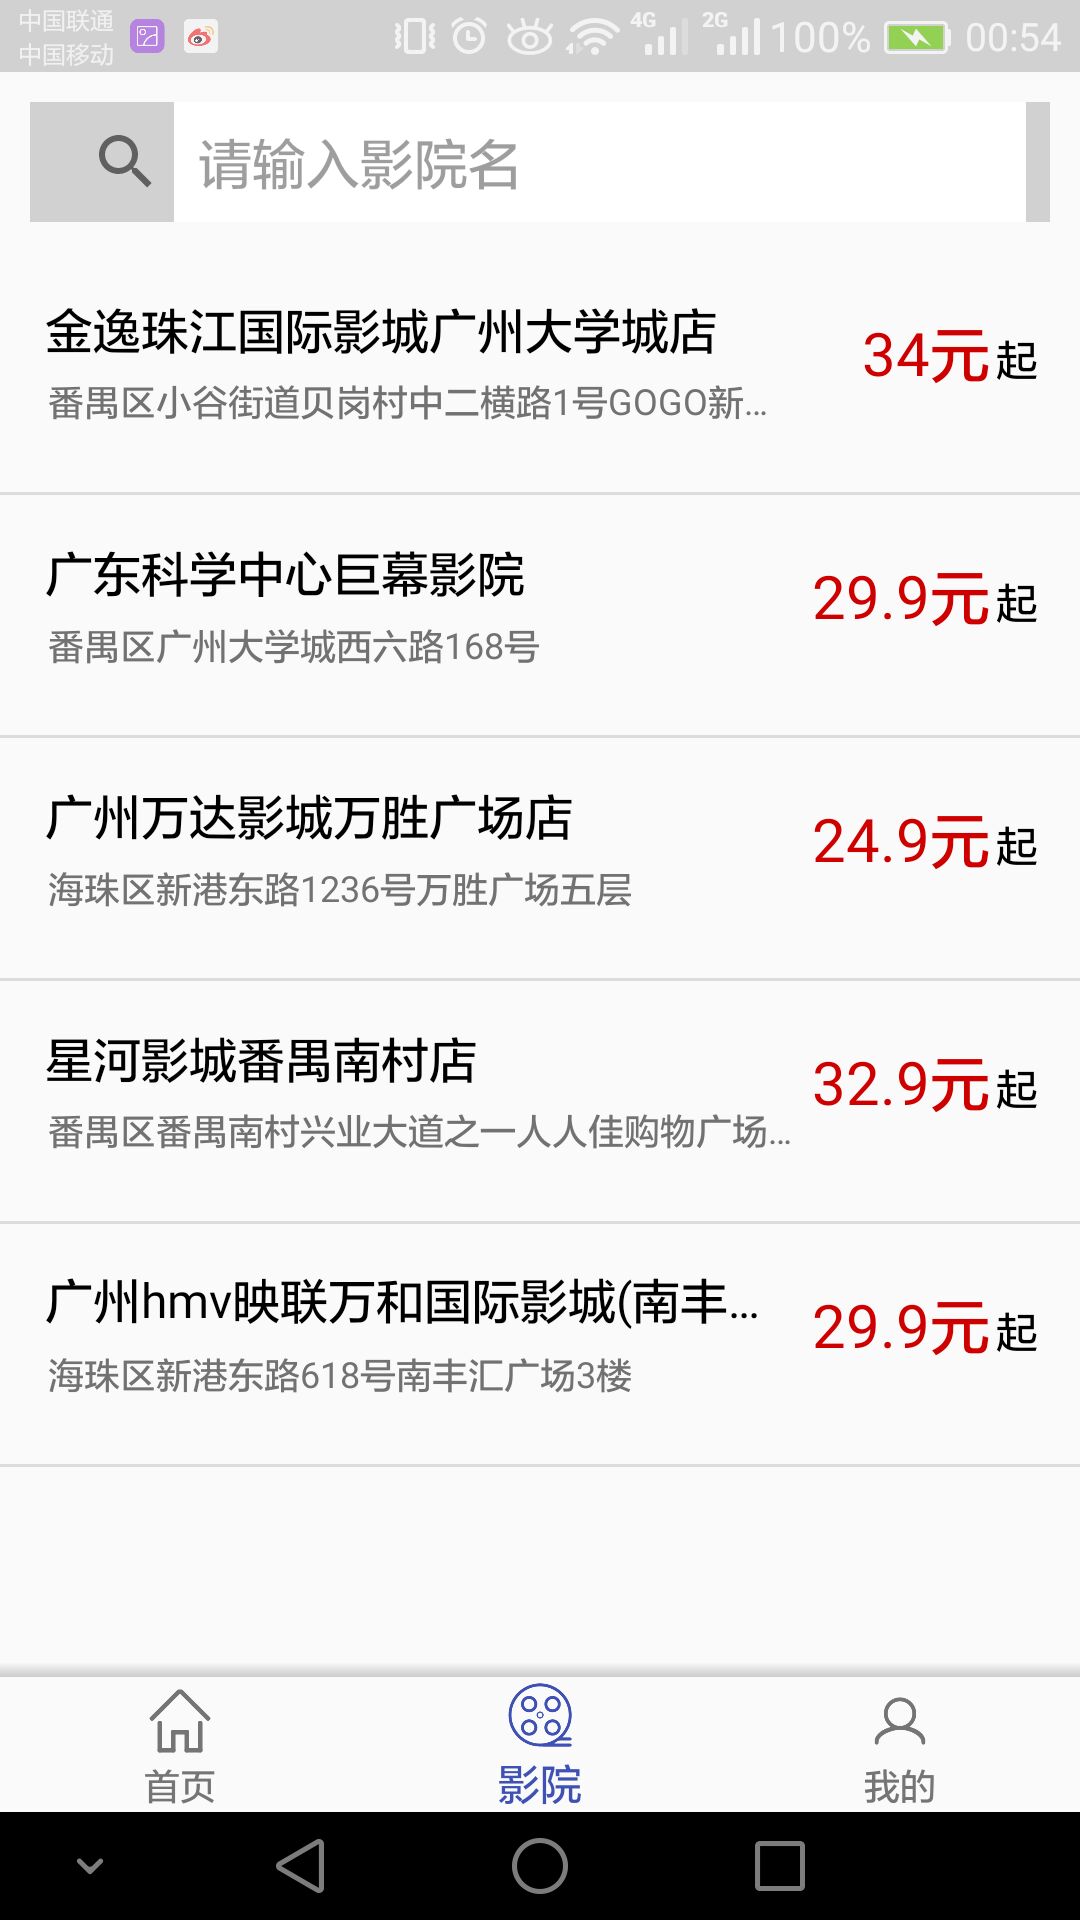 中国联通
中国移动
4G 2G 100% 00:54
请输入影院名
金逸珠江国际影城广州大学城店
34元起
番禺区小谷街道贝岗村中二横路1号GOGO新...
广东科学中心巨幕影院
29.9元起
番禺区广州大学城西六路168号
广州万达影城万胜广场店
24.9元起
海珠区新港东路1236号万胜广场五层
星河影城番禺南村店
32.9元起
番禺区番禺南村兴业大道之一人人佳购物广场...
广州hmv映联万和国际影城(南丰...
29.9元起
海珠区新港东路618号南丰汇广场3楼
首页 影院 我的